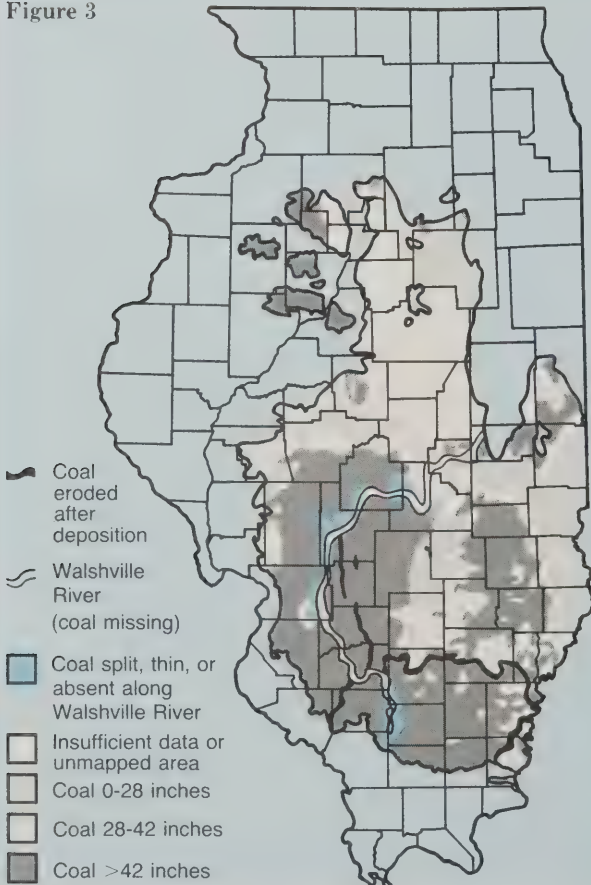 Figure 3
Coal
eroded
after
deposition
Walshville
River
(coal missing)
Coal split, thin, or
absent along
Walshville River
Insufficient data or
unmapped area
Coal 0-28 inches
Coal 28-42 inches
Coal >42 inches